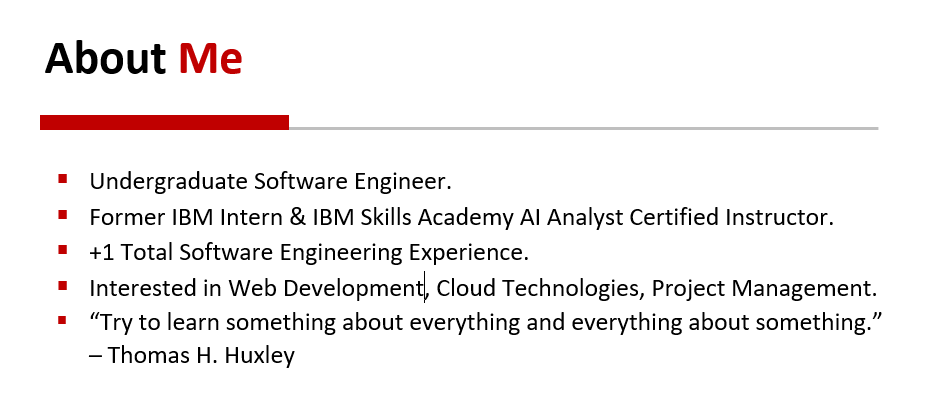 About Me
Undergraduate Software Engineer.
Former IBM Intern & IBM Skills Academy AI Analyst Certified Instructor.
+1 Total Software Engineering Experience.
Interested in Web Development, Cloud Technologies, Project Management.
“Try to learn something about everything and everything about something.”
– Thomas H. Huxley